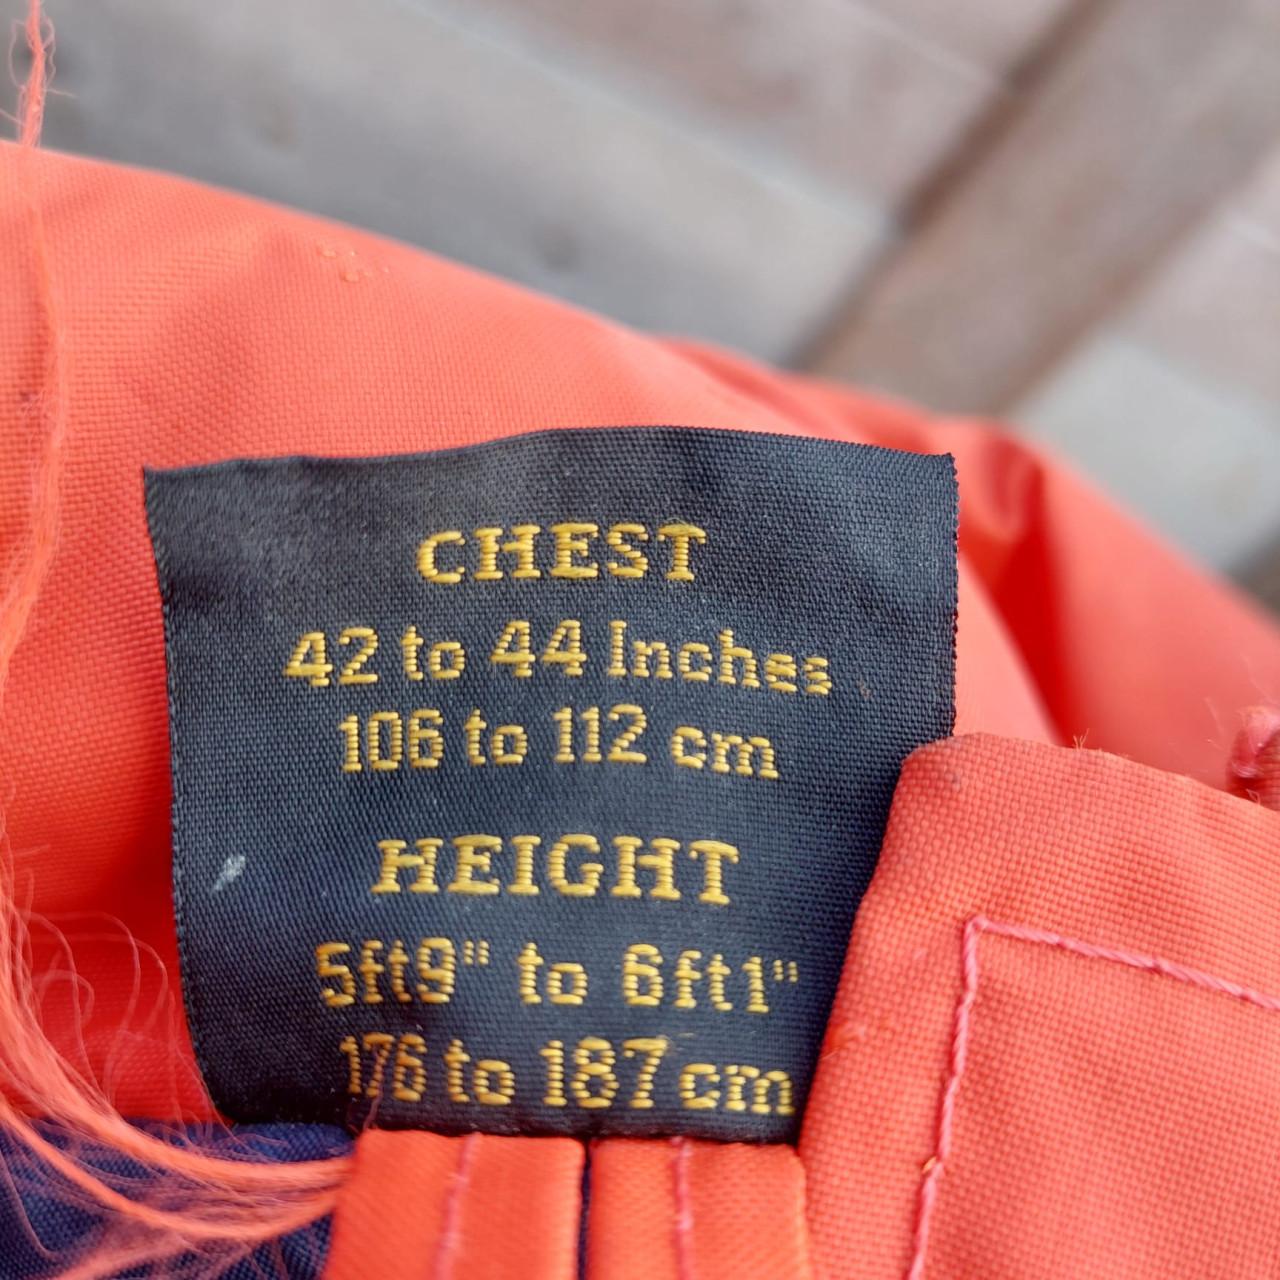 CHEST
42 to 44 Inches
106 to 112 cm
HEIGHT
5ft9" to 6ft1"
176 to 187 cm